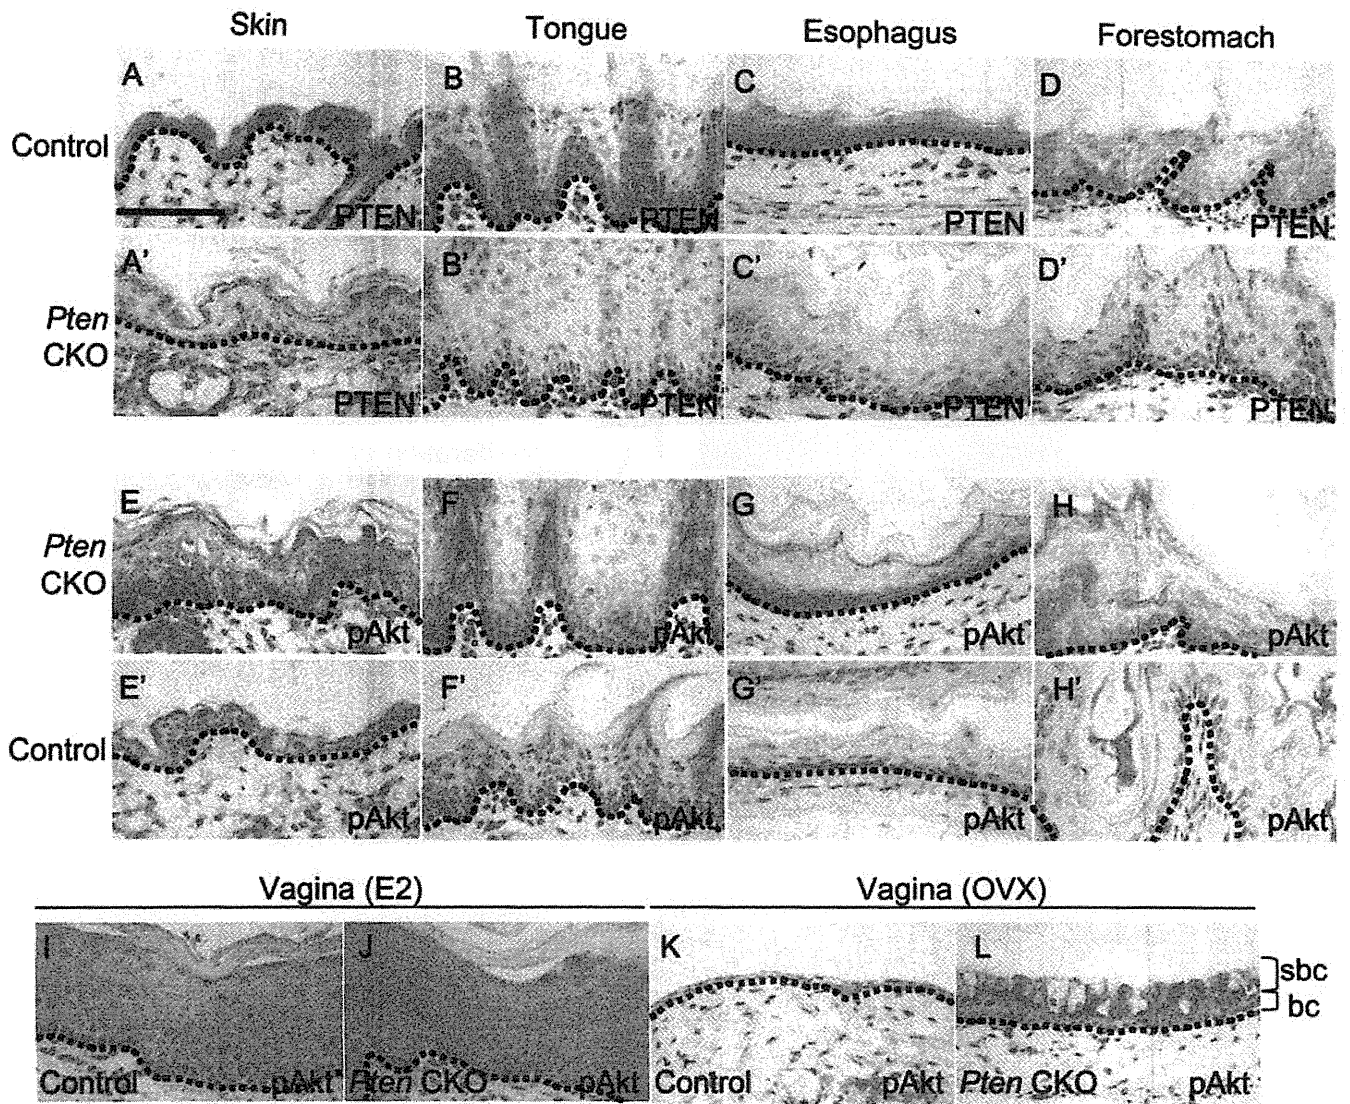 Skin Tongue Esophagus Forestomach
A B C D
Control
PTEN PTEN PTEN PTEN
A' B' C' D'
Pten
CKO
PTEN PTEN PTEN PTEN
E F G H
Pten
CKO
pAkt pAkt pAkt pAkt
E' F' G' H'
Control
pAkt pAkt pAkt pAkt
Vagina (E2) Vagina (OVX)
I J K L
sbc
bc
Control pAkt Pten CKO pAkt Control pAkt Pten CKO pAkt